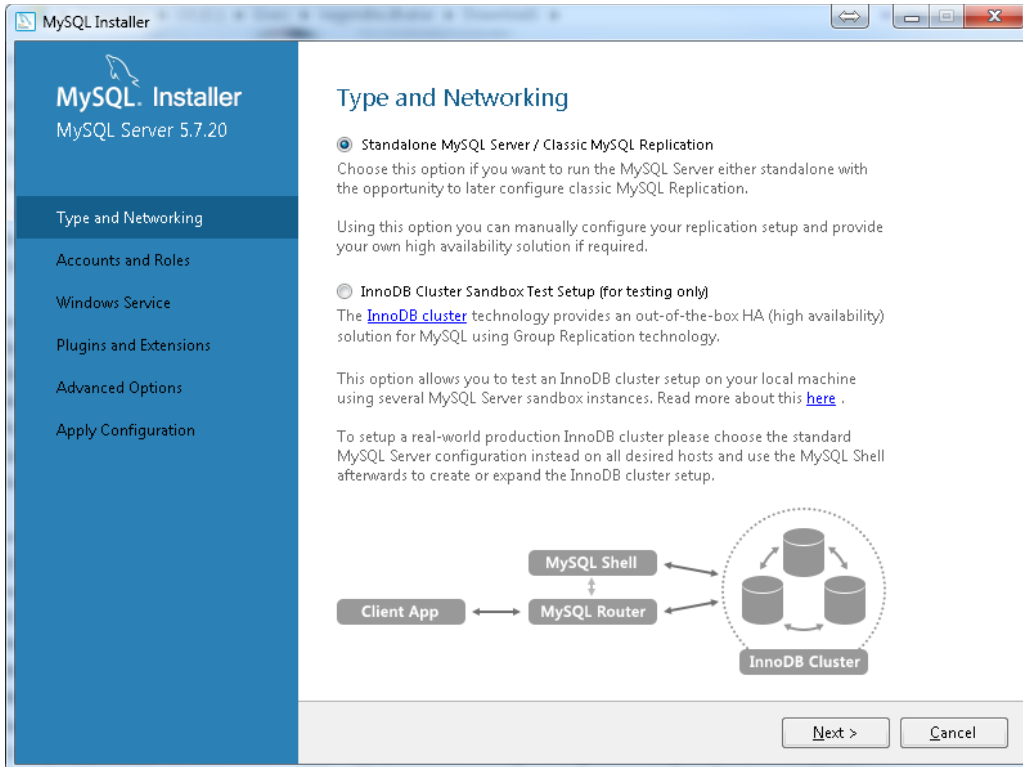 MySQL Installer
MySQL. Installer
MySQL Server 5.7.20
Type and Networking
Accounts and Roles
Windows Service
Plugins and Extensions
Advanced Options
Apply Configuration
Type and Networking
Standalone MySQL Server / Classic MySQL Replication
Choose this option if you want to run the MySQL Server either standalone with
the opportunity to later configure classic MySQL Replication.
Using this option you can manually configure your replication setup and provide
your own high availability solution if required.
InnoDB Cluster Sandbox Test Setup (for testing only)
The InnoDB cluster technology provides an out-of-the-box HA (high availability)
solution for MySQL using Group Replication technology.
This option allows you to test an InnoDB cluster setup on your local machine
using several MySQL Server sandbox instances. Read more about this here .
To setup a real-world production InnoDB cluster please choose the standard
MySQL Server configuration instead on all desired hosts and use the MySQL Shell
afterwards to create or expand the InnoDB cluster setup.
MySQL Shell
Client App
MySQL Router
InnoDB Cluster
Next >
Cancel